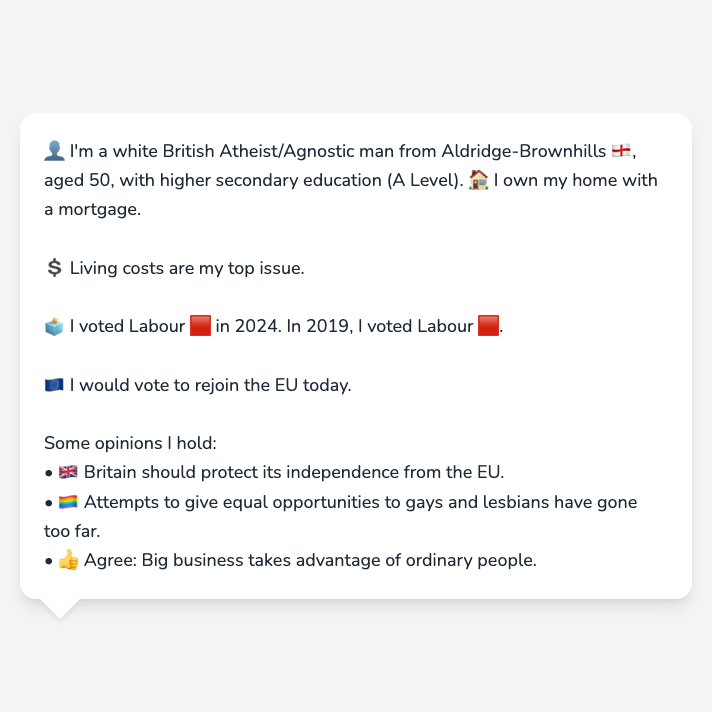 👤 I'm a white British Atheist/Agnostic man from Aldridge-Brownhills 🏴󠁧󠁢󠁥󠁮󠁧󠁿,
aged 50, with higher secondary education (A Level). 🏠 I own my home with
a mortgage.
💲 Living costs are my top issue.
🗳️ I voted Labour 🟥 in 2024. In 2019, I voted Labour 🟥.
🇪🇺 I would vote to rejoin the EU today.
Some opinions I hold:
• 🇬🇧 Britain should protect its independence from the EU.
• 🏳️‍🌈 Attempts to give equal opportunities to gays and lesbians have gone
too far.
• 👍 Agree: Big business takes advantage of ordinary people.